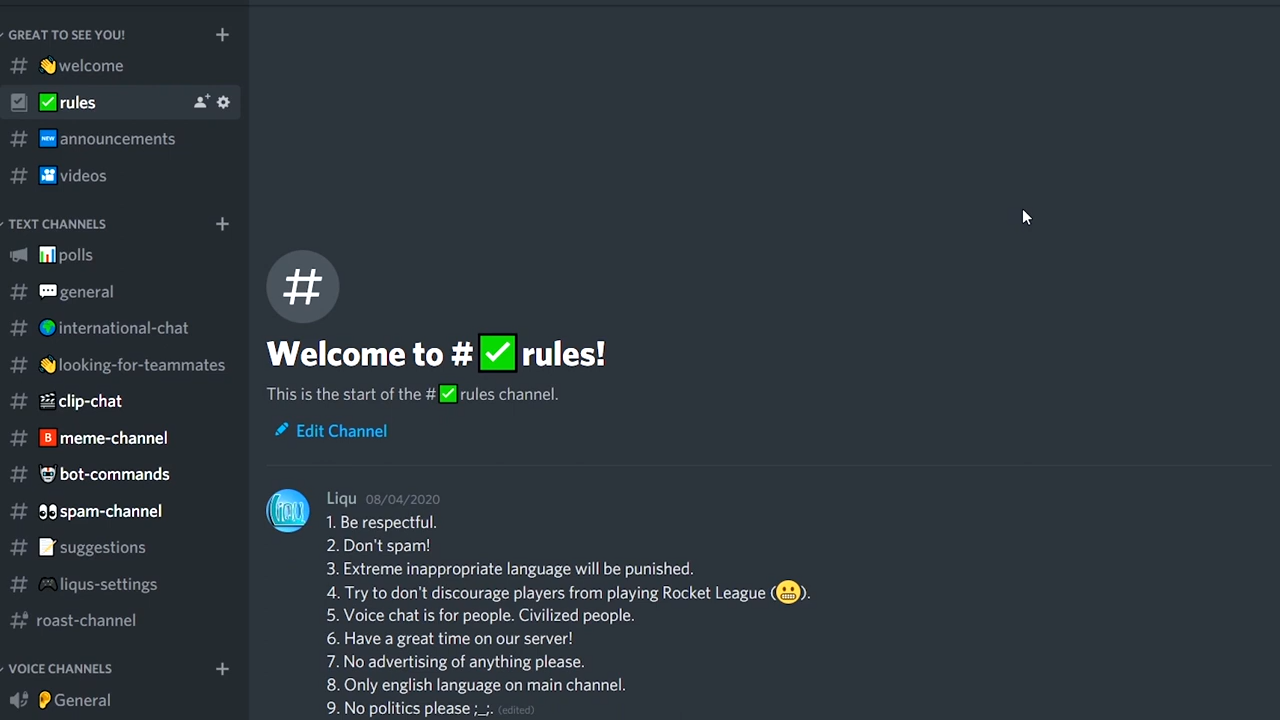 GREAT TO SEE YOU!
# 👋welcome
✅rules
# 🆕announcements
# 🎦videos
TEXT CHANNELS
📊polls
# 💬general
# 🌍international-chat
# 👋looking-for-teammates
# 🎬clip-chat
# 🅱meme-channel
# 🤖bot-commands
# 👀spam-channel
# 📝suggestions
# 🎮liqus-settings
# roast-channel
VOICE CHANNELS
👂General
#
Welcome to #✅rules!
This is the start of the #✅rules channel.
Edit Channel
Liqu 08/04/2020
1. Be respectful.
2. Don't spam!
3. Extreme inappropriate language will be punished.
4. Try to don't discourage players from playing Rocket League (😬).
5. Voice chat is for people. Civilized people.
6. Have a great time on our server!
7. No advertising of anything please.
8. Only english language on main channel.
9. No politics please ;_;. (edited)